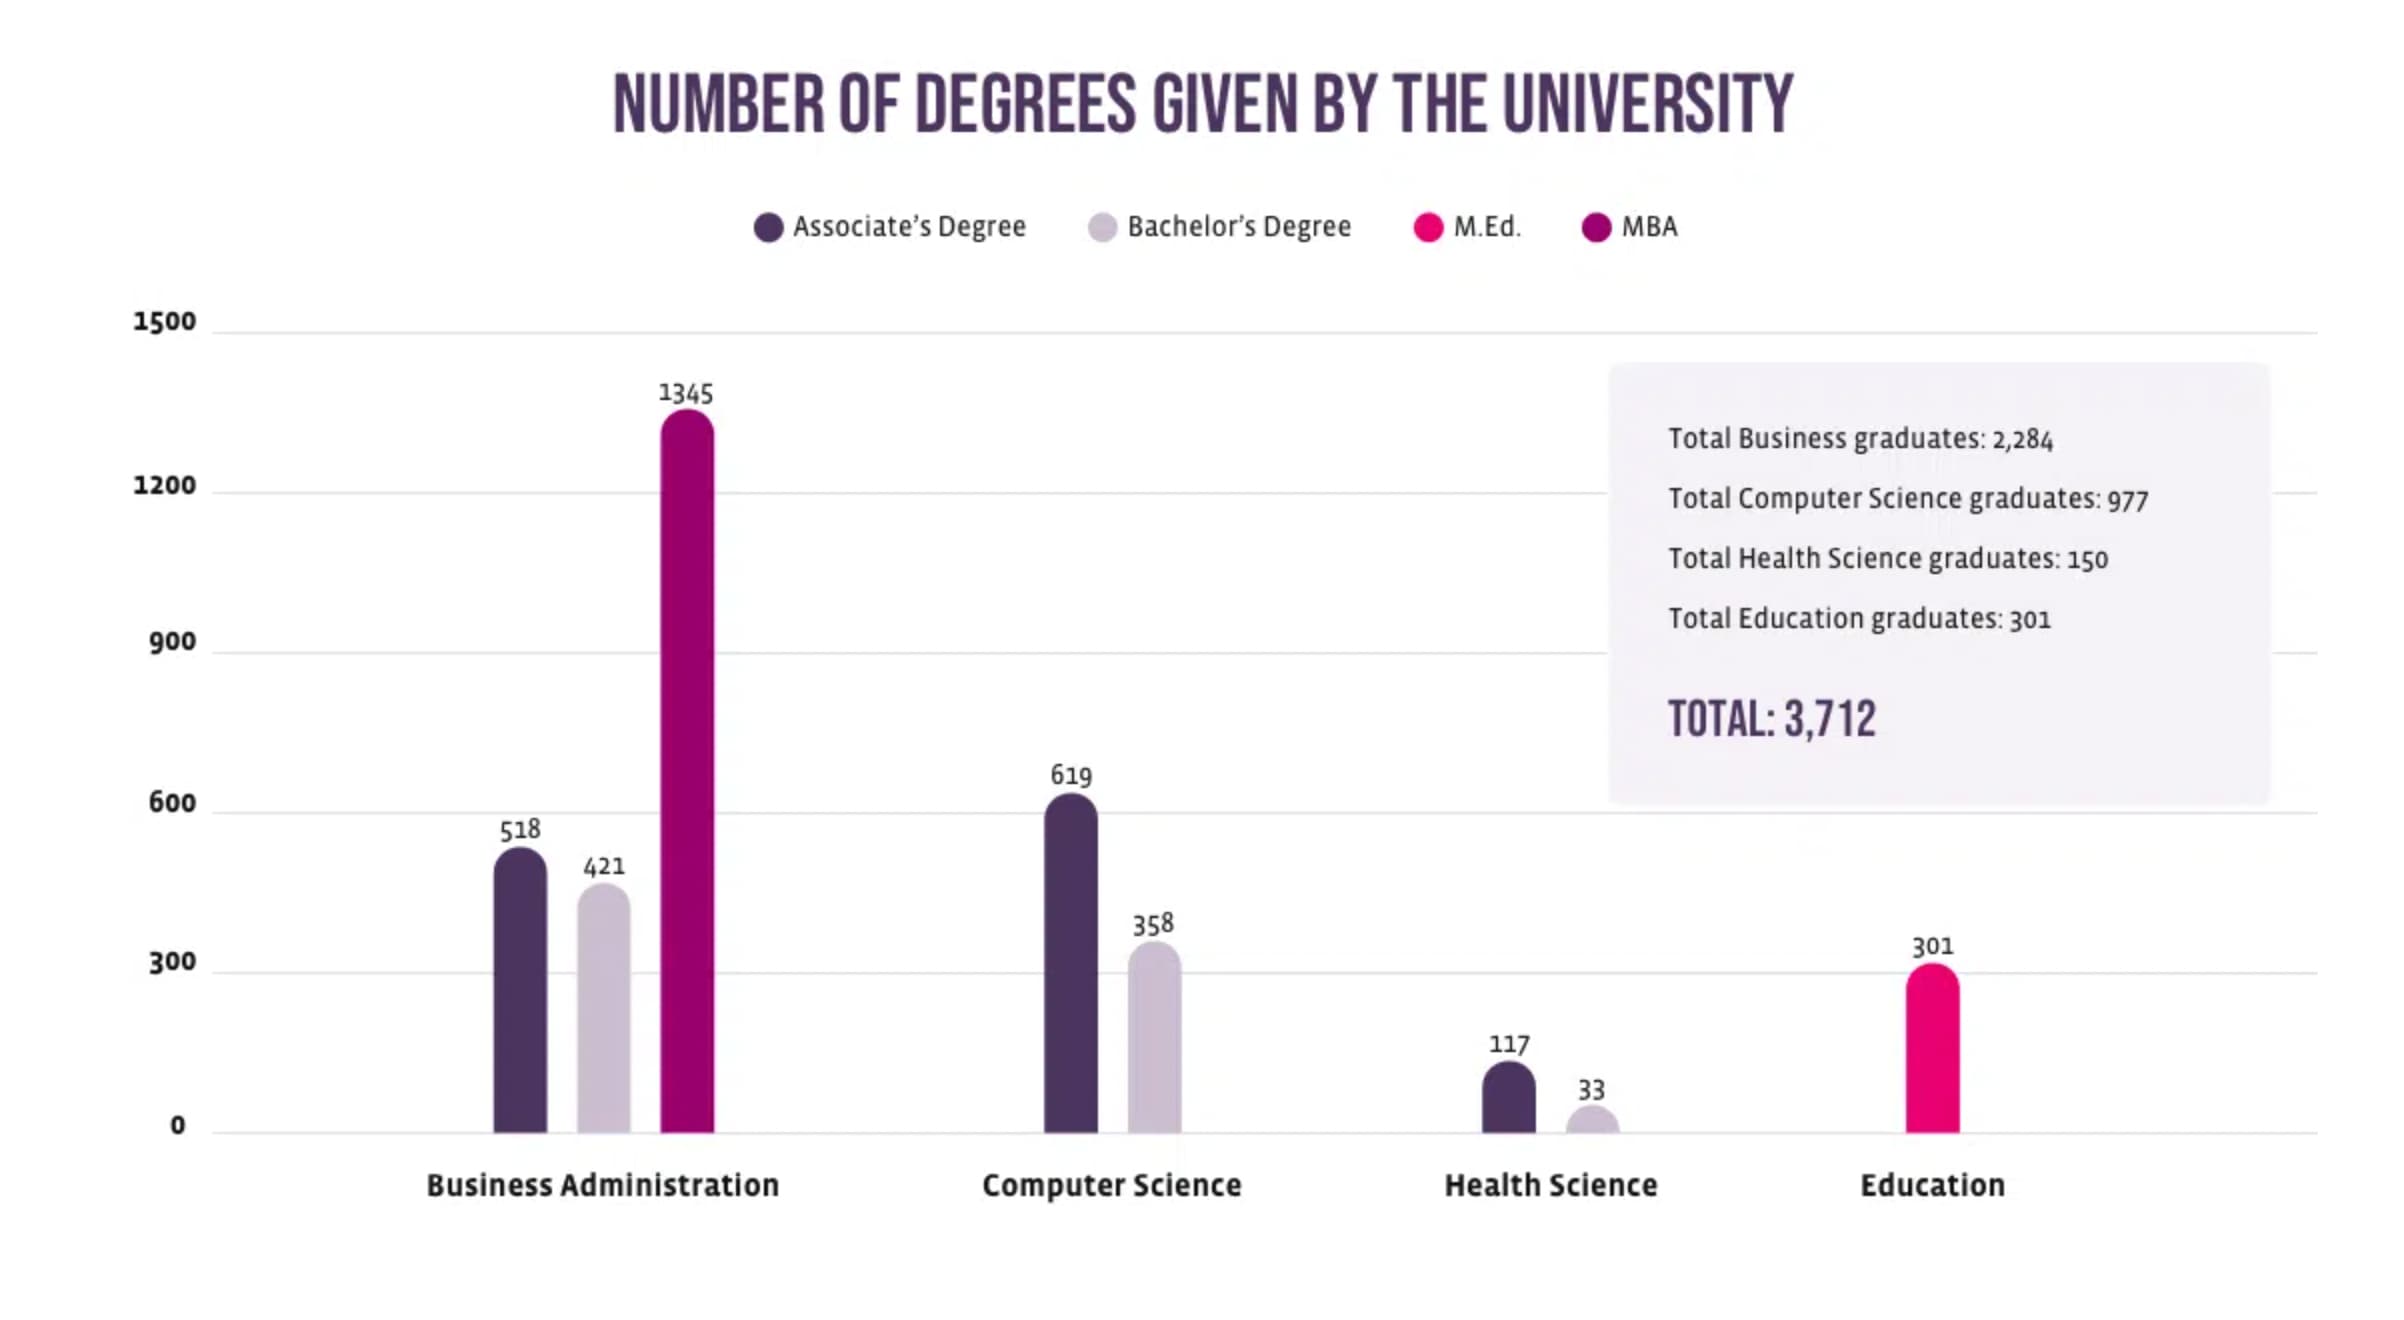 NUMBER OF DEGREES GIVEN BY THE UNIVERSITY
Associate’s Degree Bachelor’s Degree M.Ed. MBA
1500
1200
900
600
300
0
518
421
1345
619
358
117
33
301
Business Administration
Computer Science
Health Science
Education
Total Business graduates: 2,284
Total Computer Science graduates: 977
Total Health Science graduates: 150
Total Education graduates: 301
TOTAL: 3,712